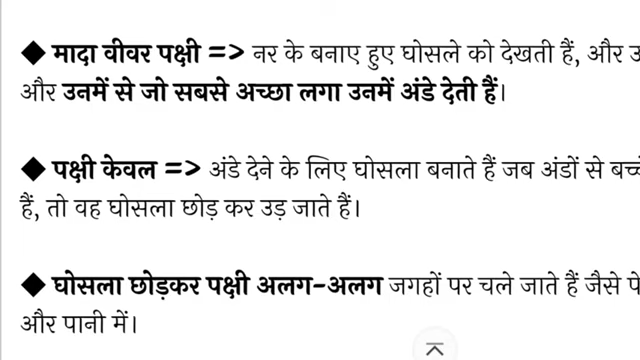 ◆ मादा वीवर पक्षी => नर के बनाए हुए घोसले को देखती हैं, और
और उनमें से जो सबसे अच्छा लगा उनमें अंडे देती हैं।
◆ पक्षी केवल => अंडे देने के लिए घोसला बनाते हैं जब अंडों से
हैं, तो वह घोसला छोड़ कर उड़ जाते हैं।
◆ घोसला छोड़कर पक्षी अलग-अलग जगहों पर चले जाते हैं जैसे
और पानी में।